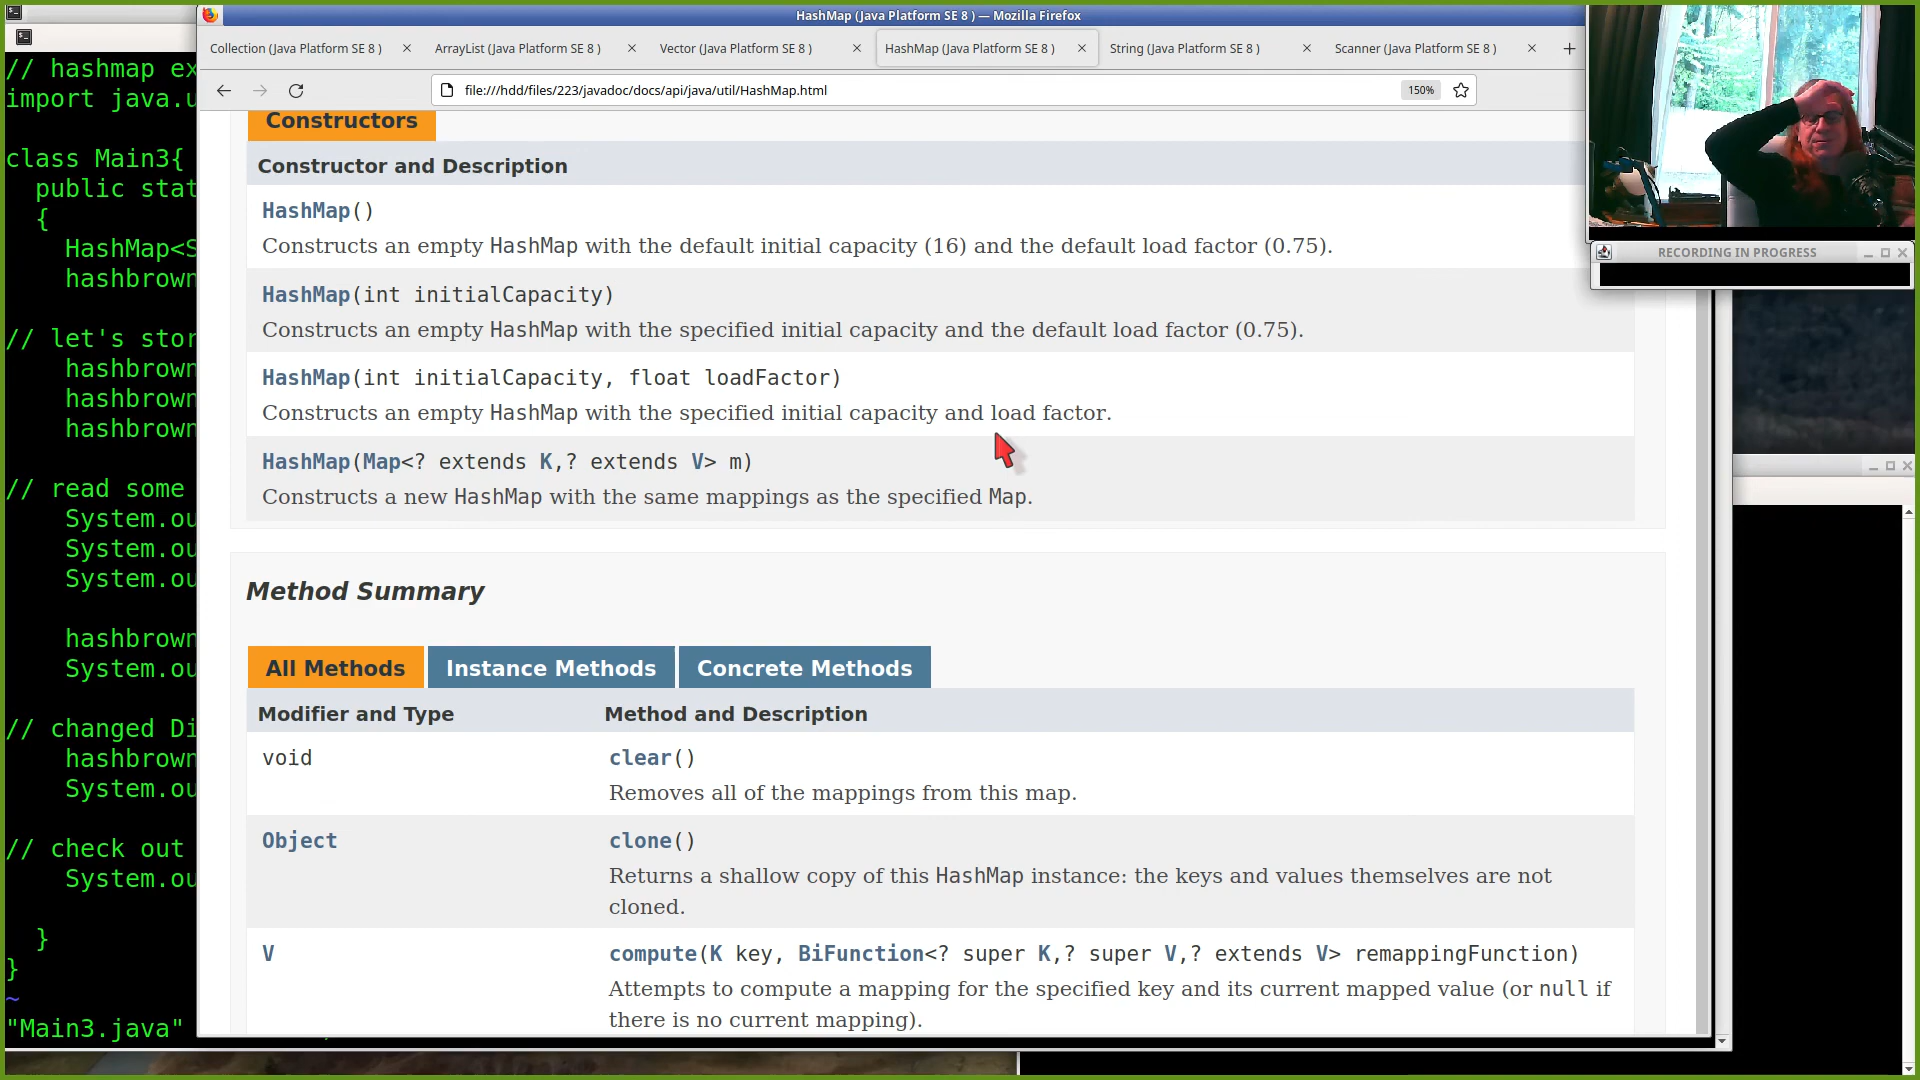 HashMap (Java Platform SE 8 ) — Mozilla Firefox
Collection (Java Platform SE 8 ) ×
ArrayList (Java Platform SE 8 ) ×
Vector (Java Platform SE 8 ) ×
HashMap (Java Platform SE 8 ) ×
String (Java Platform SE 8 ) ×
Scanner (Java Platform SE 8 ) ×
file:///hdd/files/223/javadoc/docs/api/java/util/HashMap.html
150%
RECORDING IN PROGRESS
// hashmap ex
import java.u
class Main3{
public stat
{
HashMap<S
hashbrown
// let's stor
hashbrown
hashbrown
hashbrown
// read some
System.ou
System.ou
System.ou
hashbrown
System.ou
// changed Di
hashbrown
System.ou
// check out
System.ou
}
}
~
"Main3.java"
Constructors
Constructor and Description
HashMap()
Constructs an empty HashMap with the default initial capacity (16) and the default load factor (0.75).
HashMap(int initialCapacity)
Constructs an empty HashMap with the specified initial capacity and the default load factor (0.75).
HashMap(int initialCapacity, float loadFactor)
Constructs an empty HashMap with the specified initial capacity and load factor.
HashMap(Map<? extends K,? extends V> m)
Constructs a new HashMap with the same mappings as the specified Map.
Method Summary
All Methods Instance Methods Concrete Methods
Modifier and Type Method and Description
void clear()
Removes all of the mappings from this map.
Object clone()
Returns a shallow copy of this HashMap instance: the keys and values themselves are not
cloned.
V compute(K key, BiFunction<? super K,? super V,? extends V> remappingFunction)
Attempts to compute a mapping for the specified key and its current mapped value (or null if
there is no current mapping).